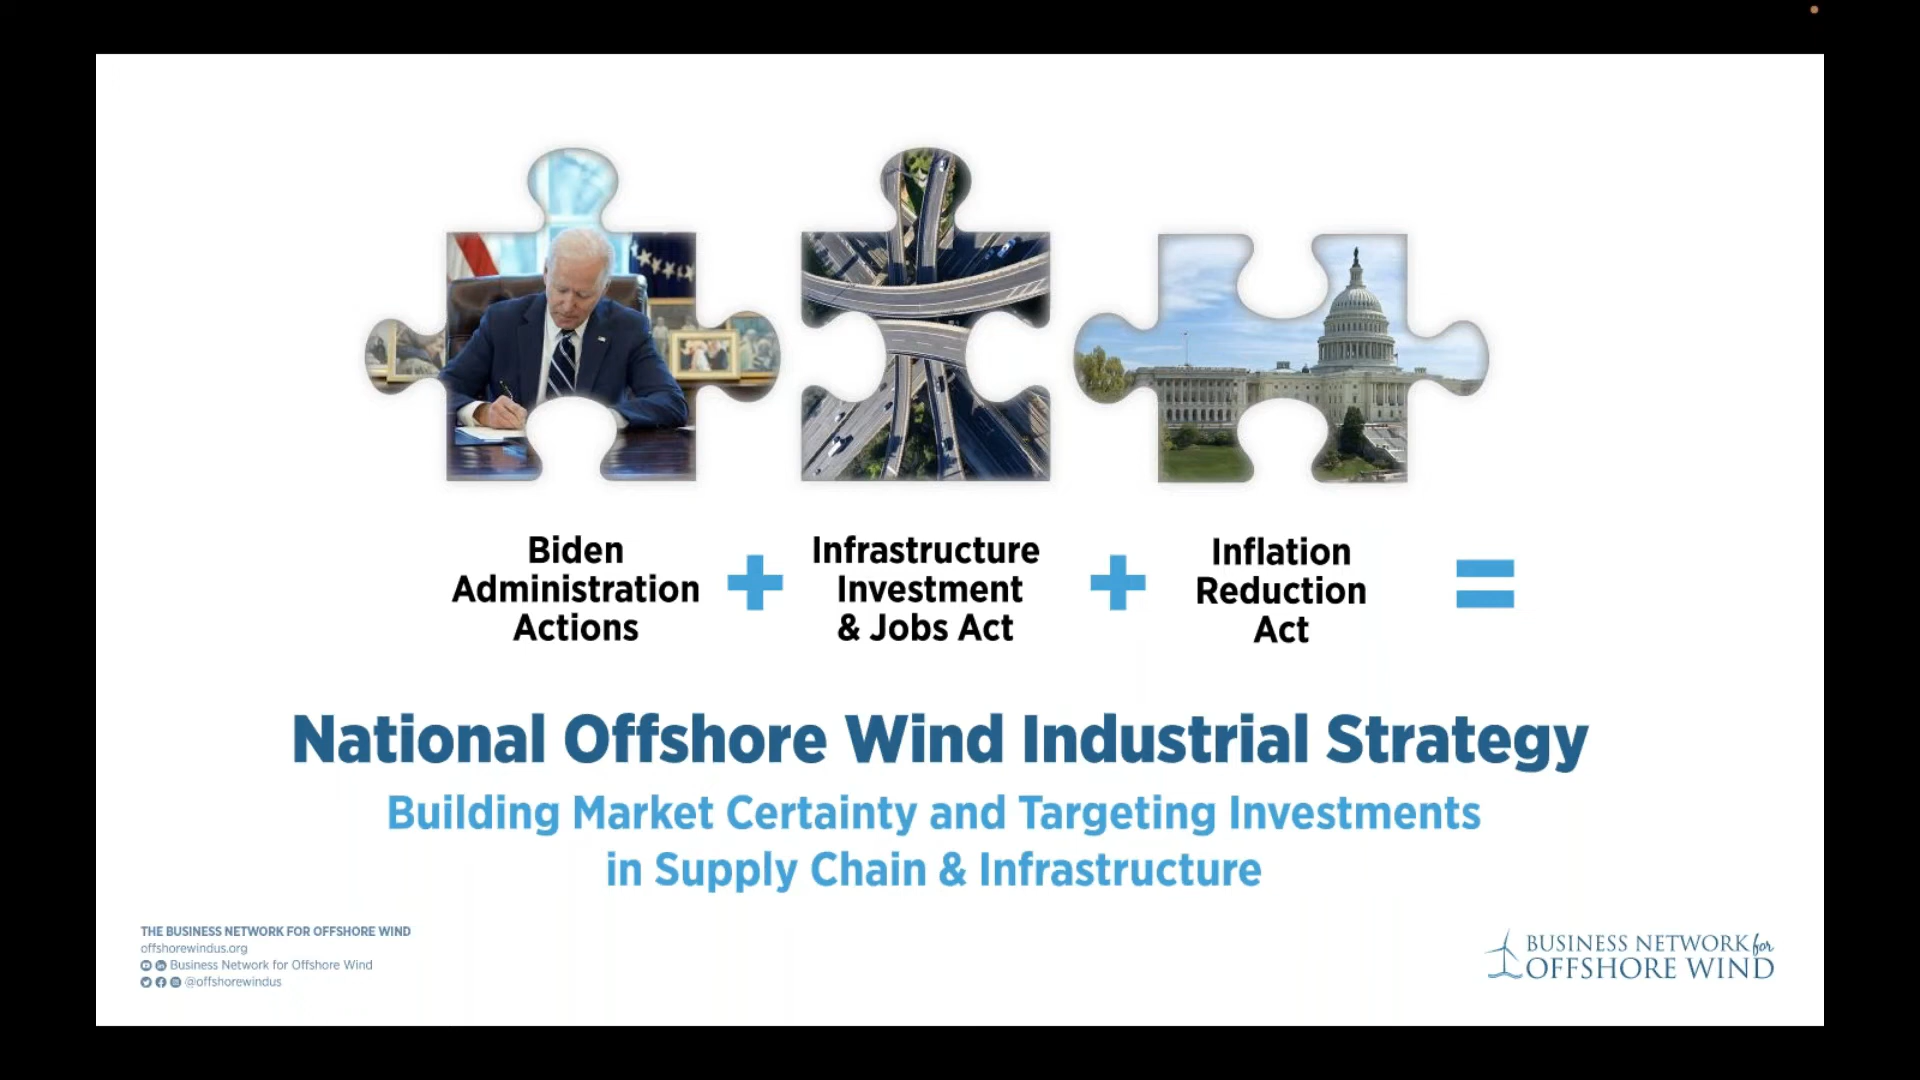 Biden
Administration
Actions
+
Infrastructure
Investment
& Jobs Act
+
Inflation
Reduction
Act
=
National Offshore Wind Industrial Strategy
Building Market Certainty and Targeting Investments
in Supply Chain & Infrastructure
THE BUSINESS NETWORK FOR OFFSHORE WIND
offshorewindus.org
Business Network for Offshore Wind
@offshorewindus
BUSINESS NETWORK for
OFFSHORE WIND